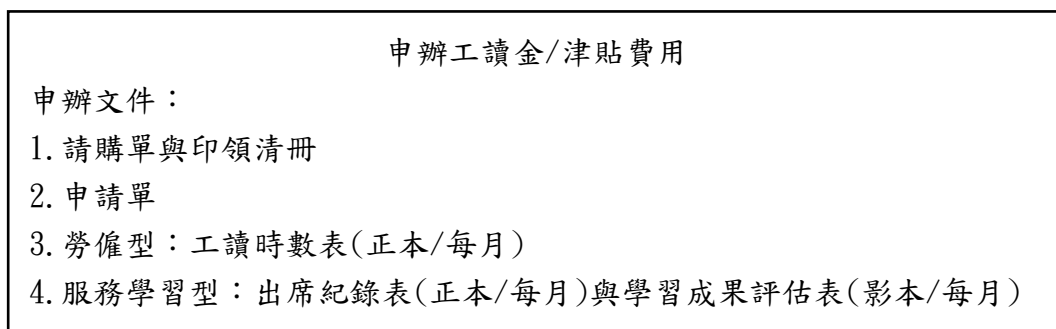 申辦工讀金/津貼費用
申辦文件：
1.請購單與印領清冊
2.申請單
3.勞僱型：工讀時數表(正本/每月)
4.服務學習型：出席紀錄表(正本/每月)與學習成果評估表(影本/每月)